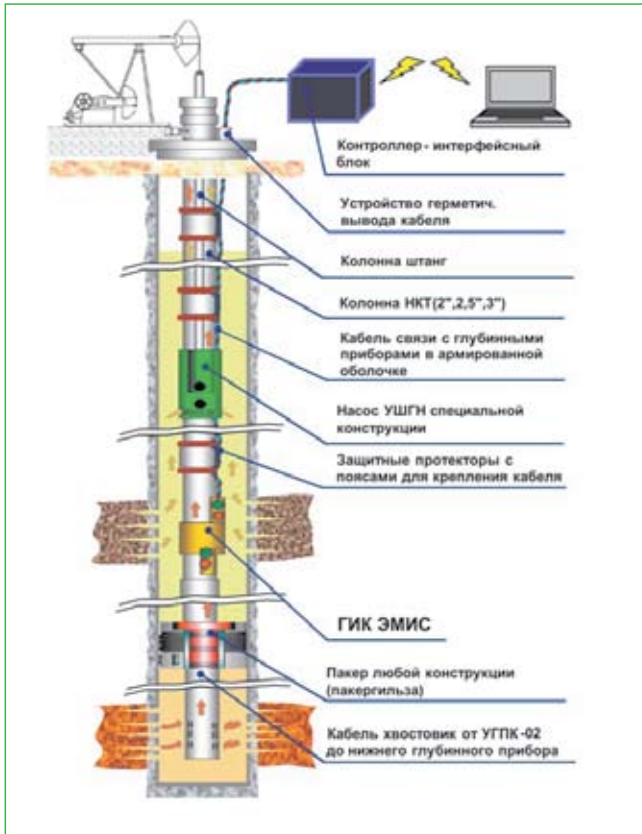 Контроллер - интерфейсный
блок
Устройство герметич.
вывода кабеля
Колонна штанг
Колонна НКТ(2",2,5",3")
Кабель связи с глубинными
приборами в армированной
оболочке
Насос УШГН специальной
конструкции
Защитные протекторы с
поясами для крепления кабеля
ГИК ЭМИС
Пакер любой конструкции
(пакергильза)
Кабель хвостовик от УГПК-02
до нижнего глубинного прибора